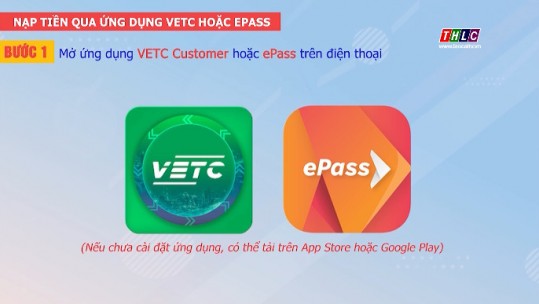 NẠP TIỀN QUA ỨNG DỤNG VETC HOẶC EPASS
THLC
BƯỚC 1 Mở ứng dụng VETC Customer hoặc ePass trên điện thoại
VETC
ePass
(Nếu chưa cài đặt ứng dụng, có thể tải trên App Store hoặc Google Play)